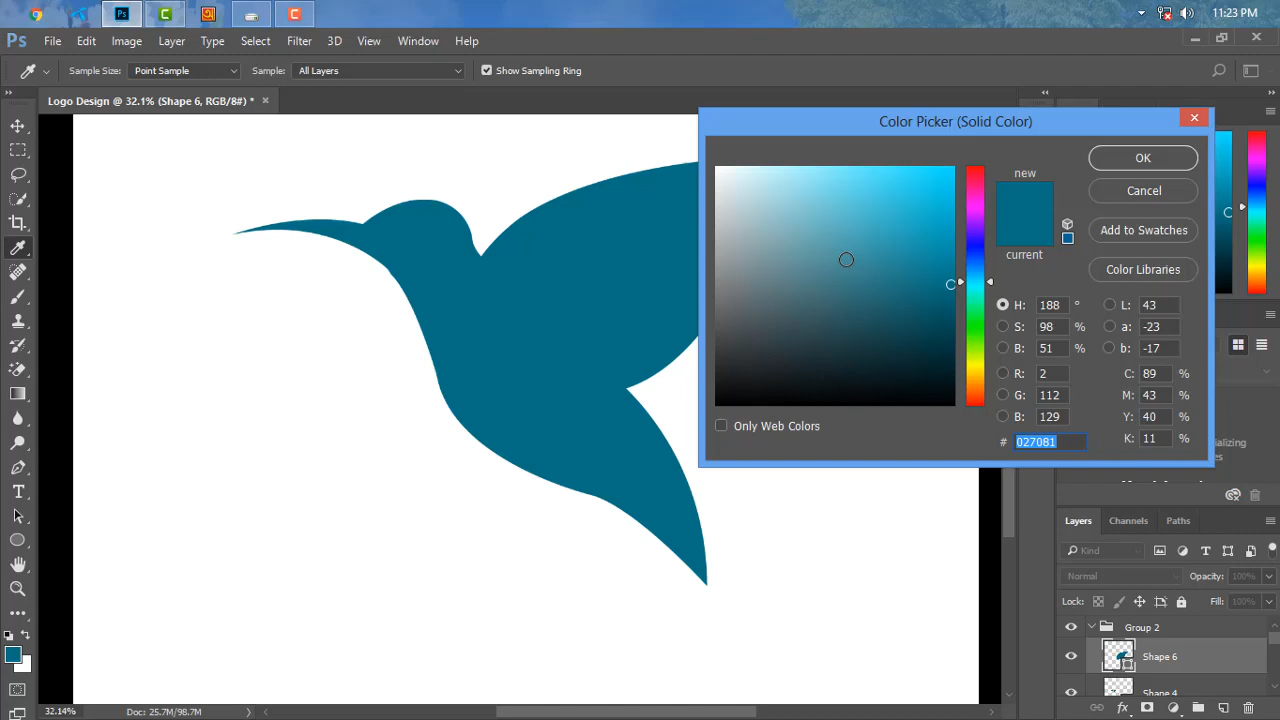 Ps
11:23 PM
Ps File Edit Image Layer Type Select Filter 3D View Window Help
Sample Size: Point Sample Sample: All Layers Show Sampling Ring
Logo Design @ 32.1% (Shape 6, RGB/8#) * ×
Color Picker (Solid Color)
new
current
OK
Cancel
Add to Swatches
Color Libraries
H: 188 ° L: 43
S: 98 % a: -23
B: 51 % b: -17
R: 2 C: 89 %
G: 112 M: 43 %
B: 129 Y: 40 %
# 027081 K: 11 %
Only Web Colors
Layers Channels Paths
Kind
Normal Opacity: 100%
Lock: Fill: 100%
Group 2
Shape 6
Shape 4
32.14% Doc: 25.7M/98.7M